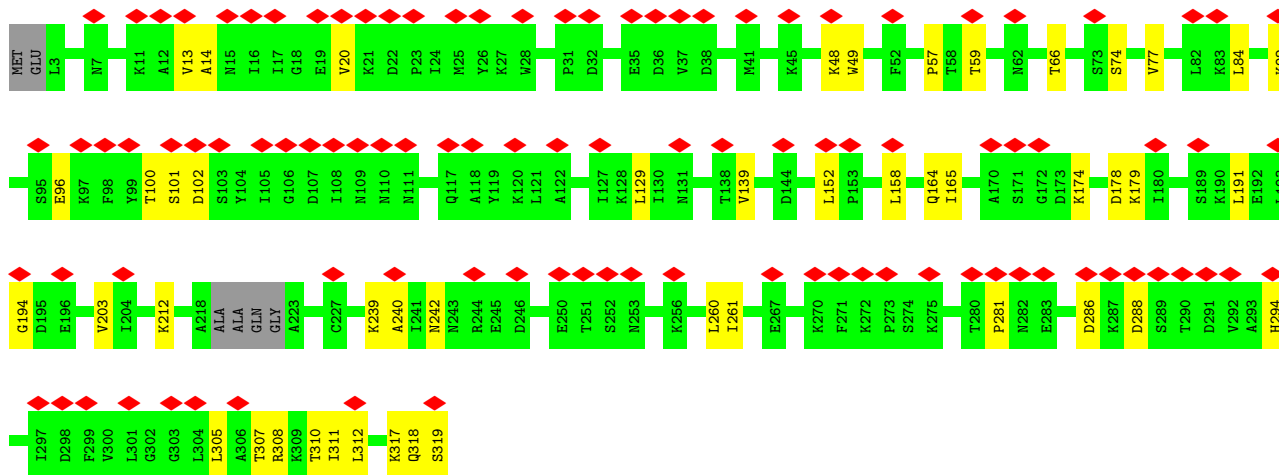 MET GLU L3 N7 K11 A12 V13 A14 N15 I16 I17 G18 E19 V20 K21 D22 P23 I24 M25 Y26 K27 W28 P31 D32 E35 D36 V37 D38 M41 K45 K48 W49 F52 P57 T58 T59 N62 T66 S73 S74 V77 L82 K83 L84
S95 E96 K97 F98 Y99 T100 S101 D102 S103 Y104 I105 G106 D107 I108 N109 N110 N111 Q117 A118 Y119 K120 L121 A122 I127 K128 L129 I130 N131 T138 V139 D144 L152 P153 L158 Q164 I165 A170 S171 G172 D173 K174 D178 K179 I180 S189 K190 L191 E192
G194 D195 E196 V203 I204 K212 A218 ALA ALA GLN GLY A223 C227 K239 A240 I241 N242 N243 R244 E245 D246 E250 T251 S252 N253 K256 L260 I261 E267 K270 F271 K272 P273 S274 K275 T280 P281 N282 E283 D286 K287 D288 S289 T290 D291 V292 A293 H294
I297 D298 F299 V300 L301 G302 G303 L304 L305 A306 T307 R308 K309 T310 I311 L312 K317 Q318 S319